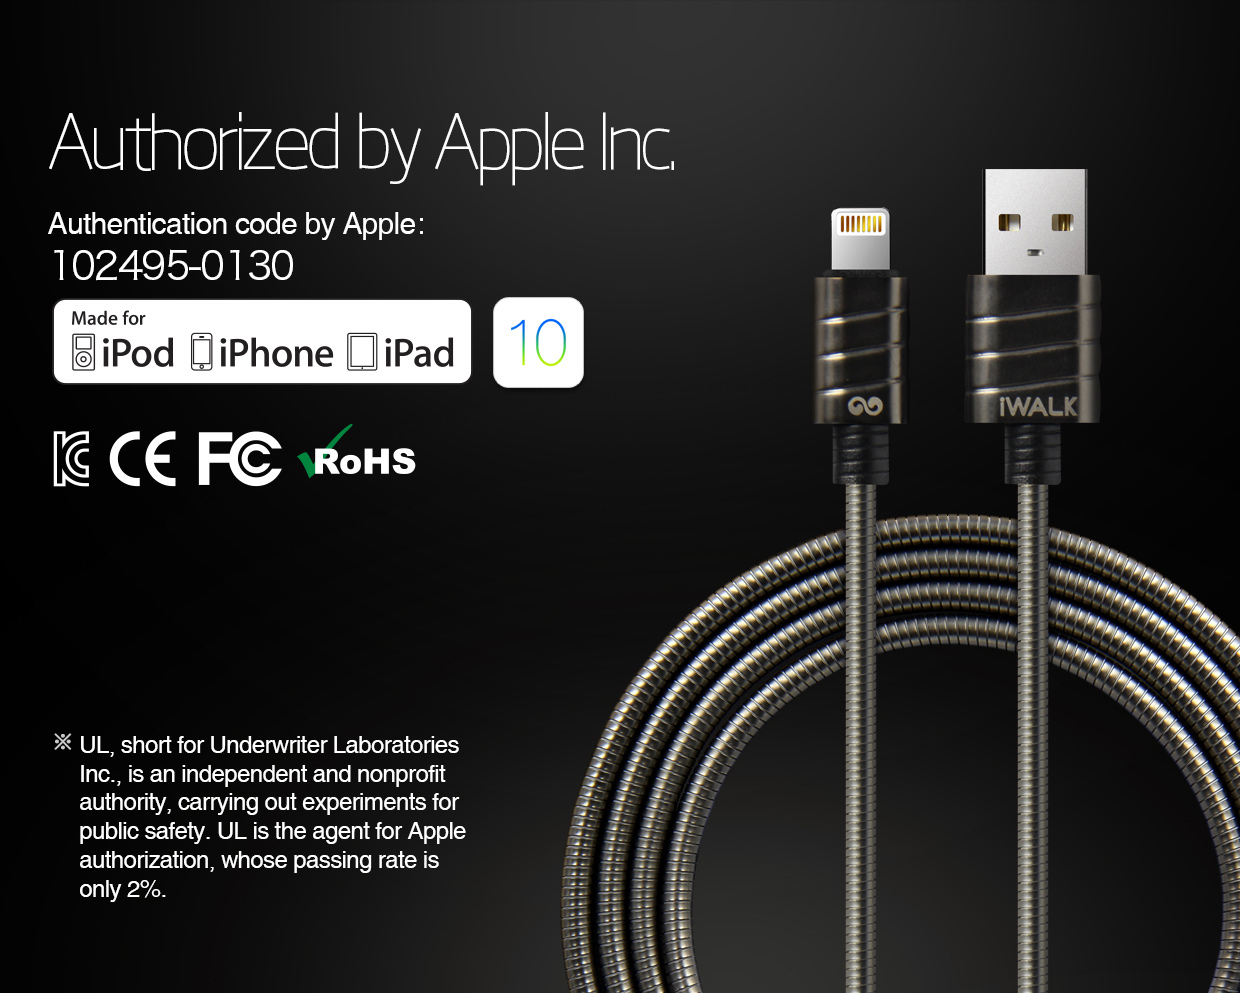 Authorized by Apple Inc.
Authentication code by Apple:
102495-0130
Made for
iPod iPhone iPad
10
KC CE FC RoHS
iWALK
※ UL, short for Underwriter Laboratories
Inc., is an independent and nonprofit
authority, carrying out experiments for
public safety. UL is the agent for Apple
authorization, whose passing rate is
only 2%.